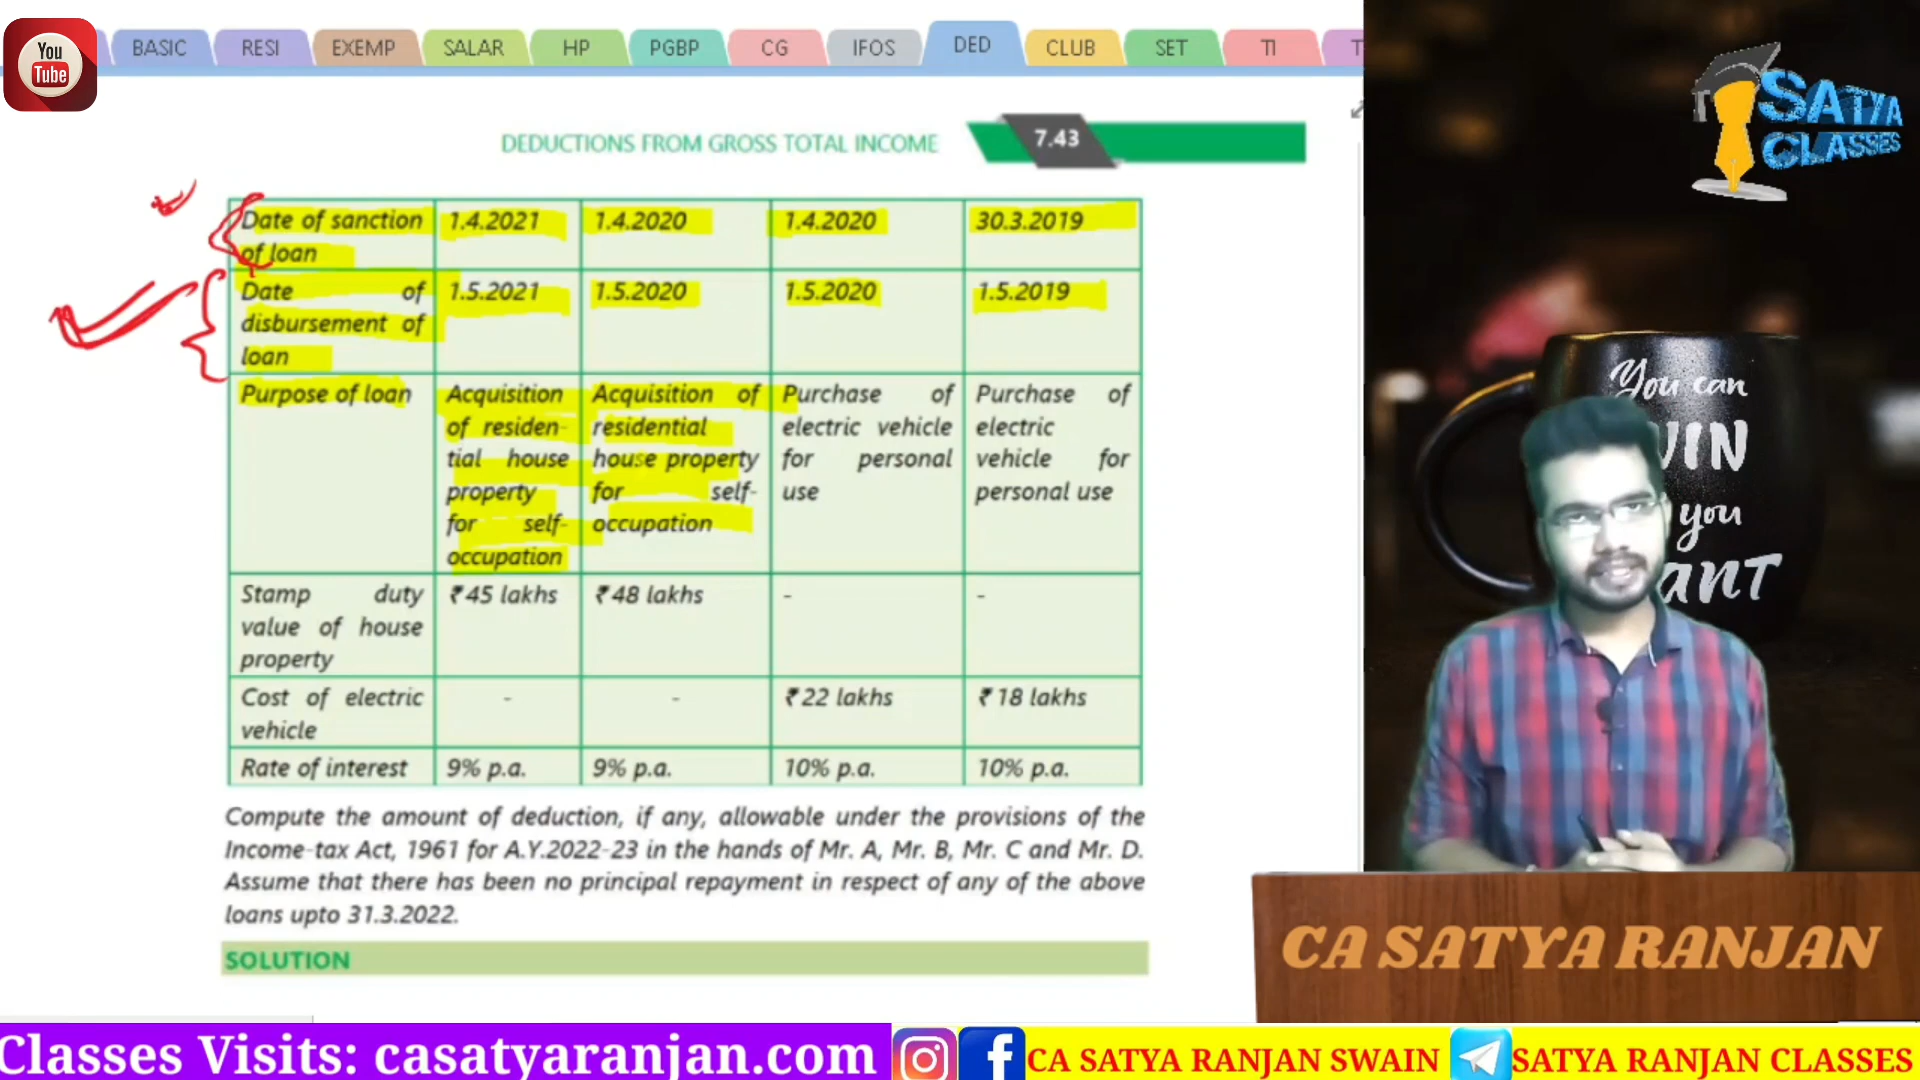 You
Tube
BASIC RESI EXEMP SALAR HP PGBP CG IFOS DED CLUB SET TI T
DEDUCTIONS FROM GROSS TOTAL INCOME 7.43
SATYA
CLASSES
Date of sanction of loan 1.4.2021 1.4.2020 1.4.2020 30.3.2019
Date of disbursement of loan 1.5.2021 1.5.2020 1.5.2020 1.5.2019
Purpose of loan Acquisition of residen-tial house property for self-occupation Acquisition of residential house property for self-occupation Purchase of electric vehicle for personal use Purchase of electric vehicle for personal use
Stamp duty value of house property ₹45 lakhs ₹48 lakhs - -
Cost of electric vehicle - - ₹22 lakhs ₹18 lakhs
Rate of interest 9% p.a. 9% p.a. 10% p.a. 10% p.a.
Compute the amount of deduction, if any, allowable under the provisions of the
Income-tax Act, 1961 for A.Y.2022-23 in the hands of Mr. A, Mr. B, Mr. C and Mr. D.
Assume that there has been no principal repayment in respect of any of the above
loans upto 31.3.2022.
SOLUTION
You can
WIN
you
ANT
CA SATYA RANJAN
Classes Visits: casatyaranjan.com
CA SATYA RANJAN SWAIN
SATYA RANJAN CLASSES